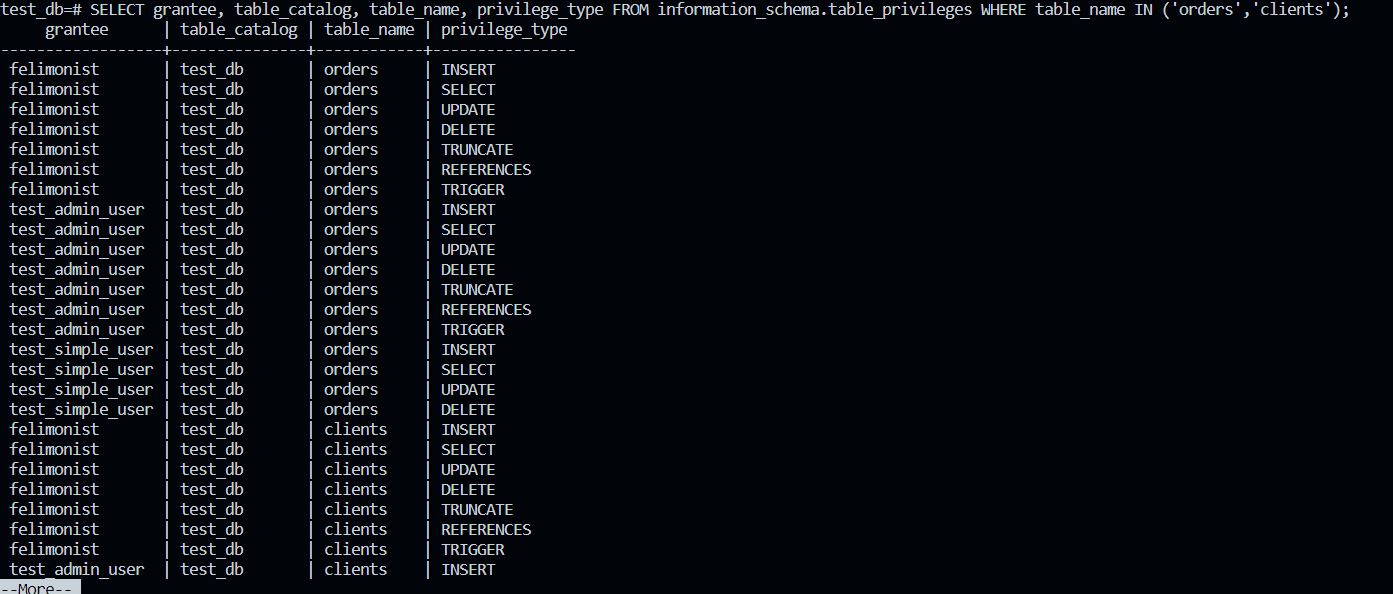 test_db=# SELECT grantee, table_catalog, table_name, privilege_type FROM information_schema.table_privileges WHERE table_name IN ('orders','clients');
     grantee      | table_catalog | table_name | privilege_type
------------------+---------------+------------+----------------
 felimonist       | test_db       | orders     | INSERT
 felimonist       | test_db       | orders     | SELECT
 felimonist       | test_db       | orders     | UPDATE
 felimonist       | test_db       | orders     | DELETE
 felimonist       | test_db       | orders     | TRUNCATE
 felimonist       | test_db       | orders     | REFERENCES
 felimonist       | test_db       | orders     | TRIGGER
 test_admin_user  | test_db       | orders     | INSERT
 test_admin_user  | test_db       | orders     | SELECT
 test_admin_user  | test_db       | orders     | UPDATE
 test_admin_user  | test_db       | orders     | DELETE
 test_admin_user  | test_db       | orders     | TRUNCATE
 test_admin_user  | test_db       | orders     | REFERENCES
 test_admin_user  | test_db       | orders     | TRIGGER
 test_simple_user | test_db       | orders     | INSERT
 test_simple_user | test_db       | orders     | SELECT
 test_simple_user | test_db       | orders     | UPDATE
 test_simple_user | test_db       | orders     | DELETE
 felimonist       | test_db       | clients    | INSERT
 felimonist       | test_db       | clients    | SELECT
 felimonist       | test_db       | clients    | UPDATE
 felimonist       | test_db       | clients    | DELETE
 felimonist       | test_db       | clients    | TRUNCATE
 felimonist       | test_db       | clients    | REFERENCES
 felimonist       | test_db       | clients    | TRIGGER
 test_admin_user  | test_db       | clients    | INSERT
--More--